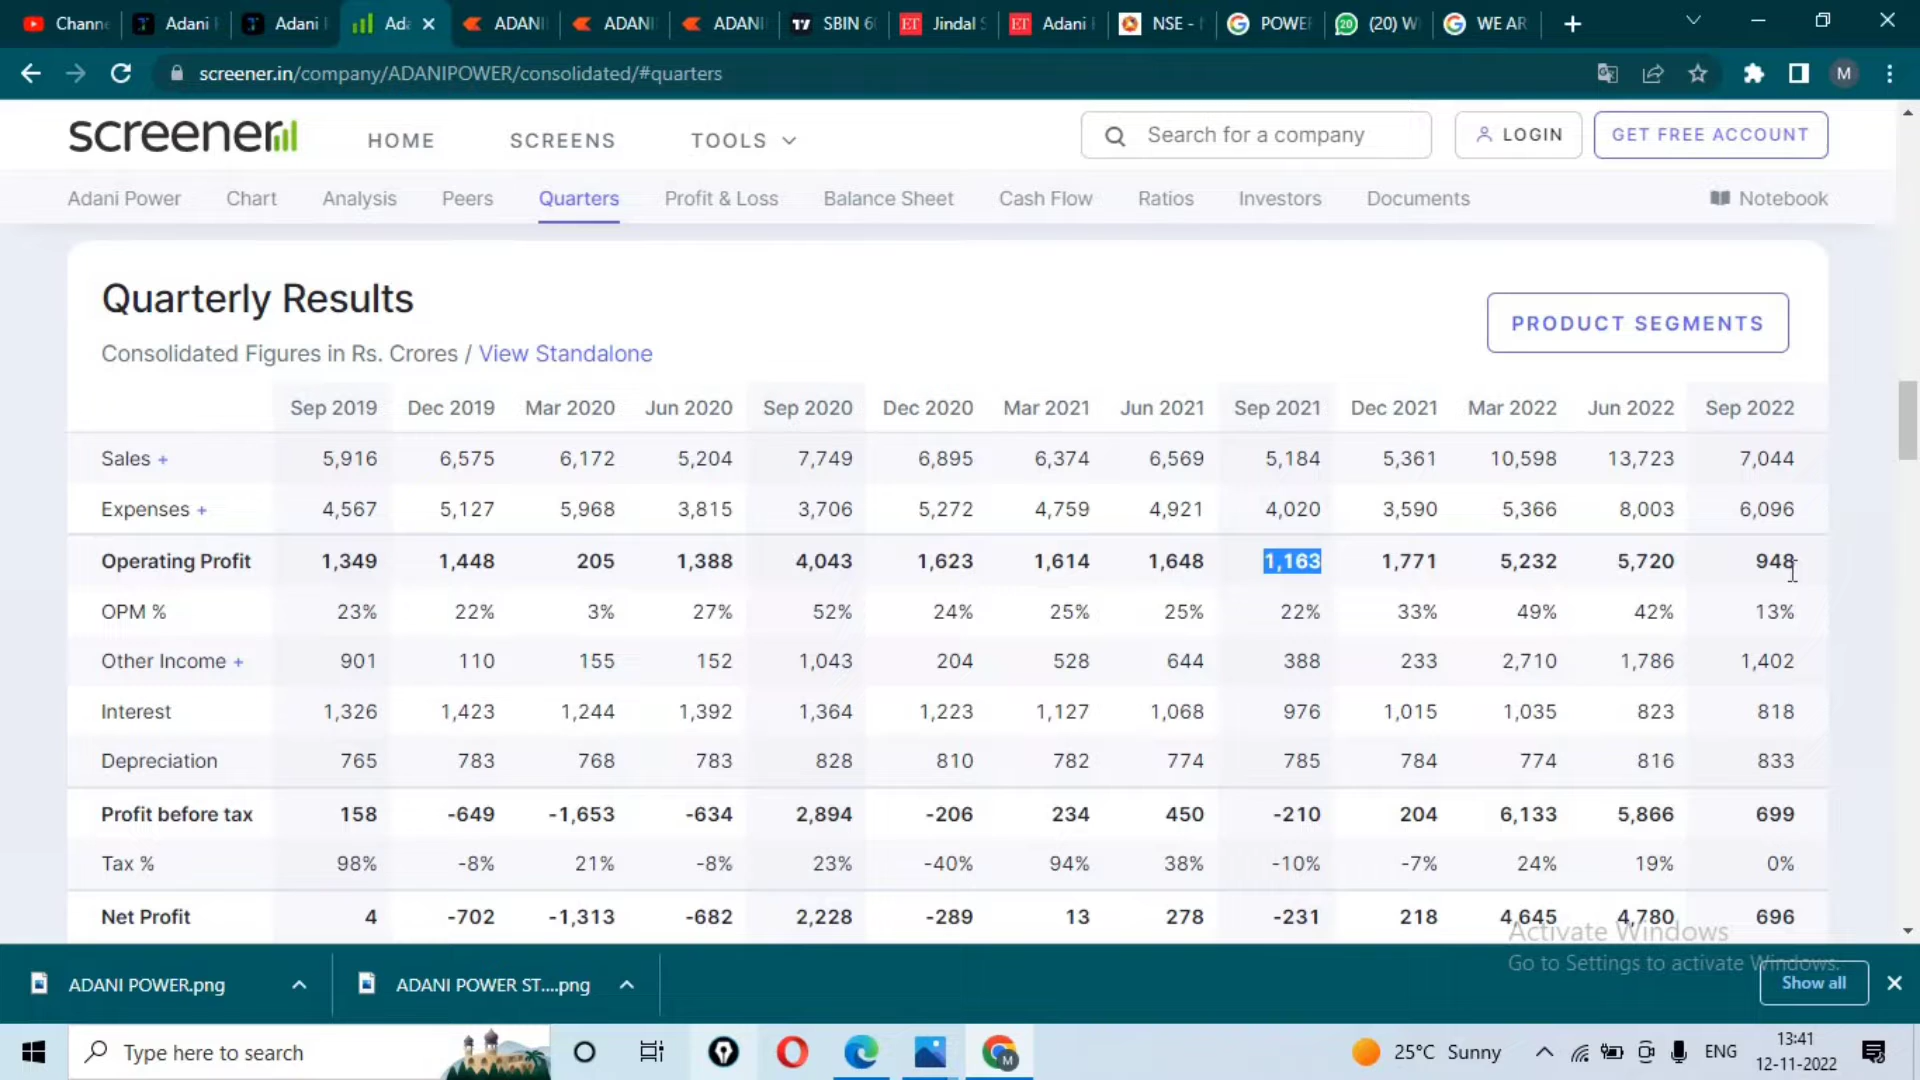 Channe
Adani
Adani
Ada
ADANI
ADANI
ADANI
SBIN 6
ET Jindal S
ET Adani
NSE -
POWER
20 (20) W
WE AR
screener.in/company/ADANIPOWER/consolidated/#quarters
M
screener HOME SCREENS TOOLS Search for a company LOGIN GET FREE ACCOUNT
Adani Power Chart Analysis Peers Quarters Profit & Loss Balance Sheet Cash Flow Ratios Investors Documents Notebook
Quarterly Results
PRODUCT SEGMENTS
Consolidated Figures in Rs. Crores / View Standalone
Sep 2019 Dec 2019 Mar 2020 Jun 2020 Sep 2020 Dec 2020 Mar 2021 Jun 2021 Sep 2021 Dec 2021 Mar 2022 Jun 2022 Sep 2022
Sales + 5,916 6,575 6,172 5,204 7,749 6,895 6,374 6,569 5,184 5,361 10,598 13,723 7,044
Expenses + 4,567 5,127 5,968 3,815 3,706 5,272 4,759 4,921 4,020 3,590 5,366 8,003 6,096
Operating Profit 1,349 1,448 205 1,388 4,043 1,623 1,614 1,648 1,163 1,771 5,232 5,720 948
OPM % 23% 22% 3% 27% 52% 24% 25% 25% 22% 33% 49% 42% 13%
Other Income + 901 110 155 152 1,043 204 528 644 388 233 2,710 1,786 1,402
Interest 1,326 1,423 1,244 1,392 1,364 1,223 1,127 1,068 976 1,015 1,035 823 818
Depreciation 765 783 768 783 828 810 782 774 785 784 774 816 833
Profit before tax 158 -649 -1,653 -634 2,894 -206 234 450 -210 204 6,133 5,866 699
Tax % 98% -8% 21% -8% 23% -40% 94% 38% -10% -7% 24% 19% 0%
Net Profit 4 -702 -1,313 -682 2,228 -289 13 278 -231 218 4,645 4,780 696
Activate Windows
Go to Settings to activate Windows.
ADANI POWER.png ADANI POWER ST....png Show all
Type here to search 25°C Sunny ENG 13:41
12-11-2022